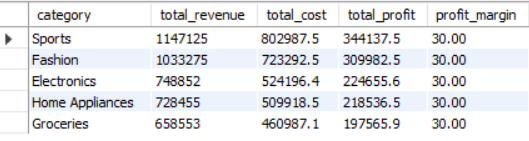 category total_revenue total_cost total_profit profit_margin
Sports 1147125 802987.5 344137.5 30.00
Fashion 1033275 723292.5 309982.5 30.00
Electronics 748852 524196.4 224655.6 30.00
Home Appliances 728455 509918.5 218536.5 30.00
Groceries 658553 460987.1 197565.9 30.00